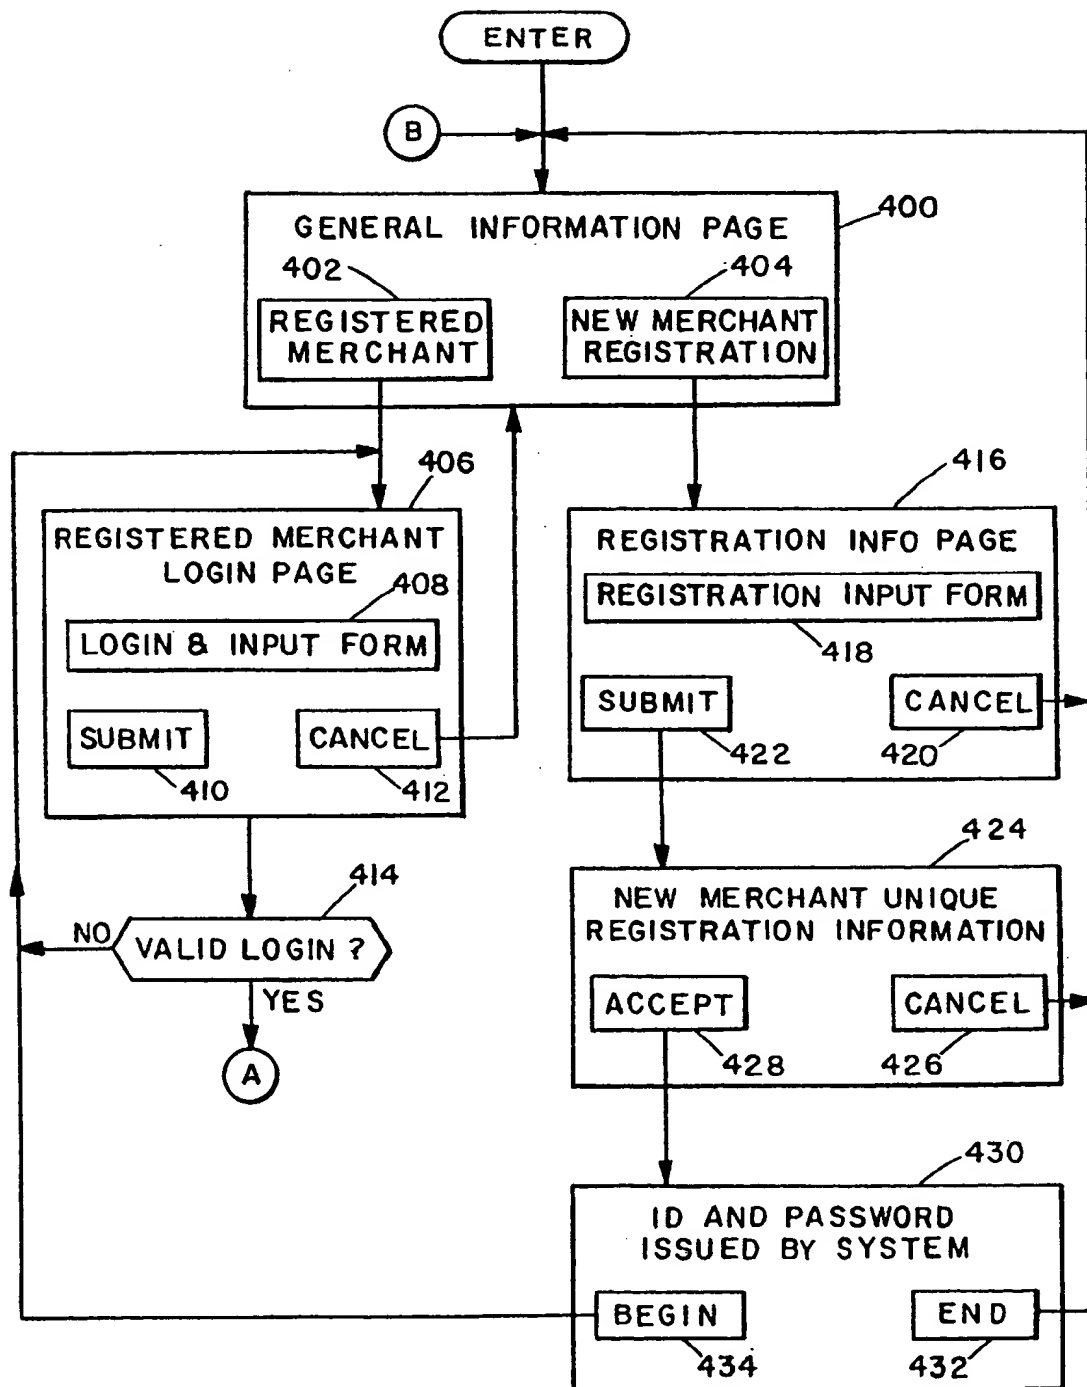 ENTER
B
400
GENERAL INFORMATION PAGE
402
404
REGISTERED
MERCHANT
NEW MERCHANT
REGISTRATION
406
REGISTERED MERCHANT
LOGIN PAGE
408
LOGIN & INPUT FORM
SUBMIT
410
CANCEL
412
416
REGISTRATION INFO PAGE
REGISTRATION INPUT FORM
418
SUBMIT
422
CANCEL
420
414
NO
VALID LOGIN ?
YES
A
424
NEW MERCHANT UNIQUE
REGISTRATION INFORMATION
ACCEPT
428
CANCEL
426
430
ID AND PASSWORD
ISSUED BY SYSTEM
BEGIN
434
END
432